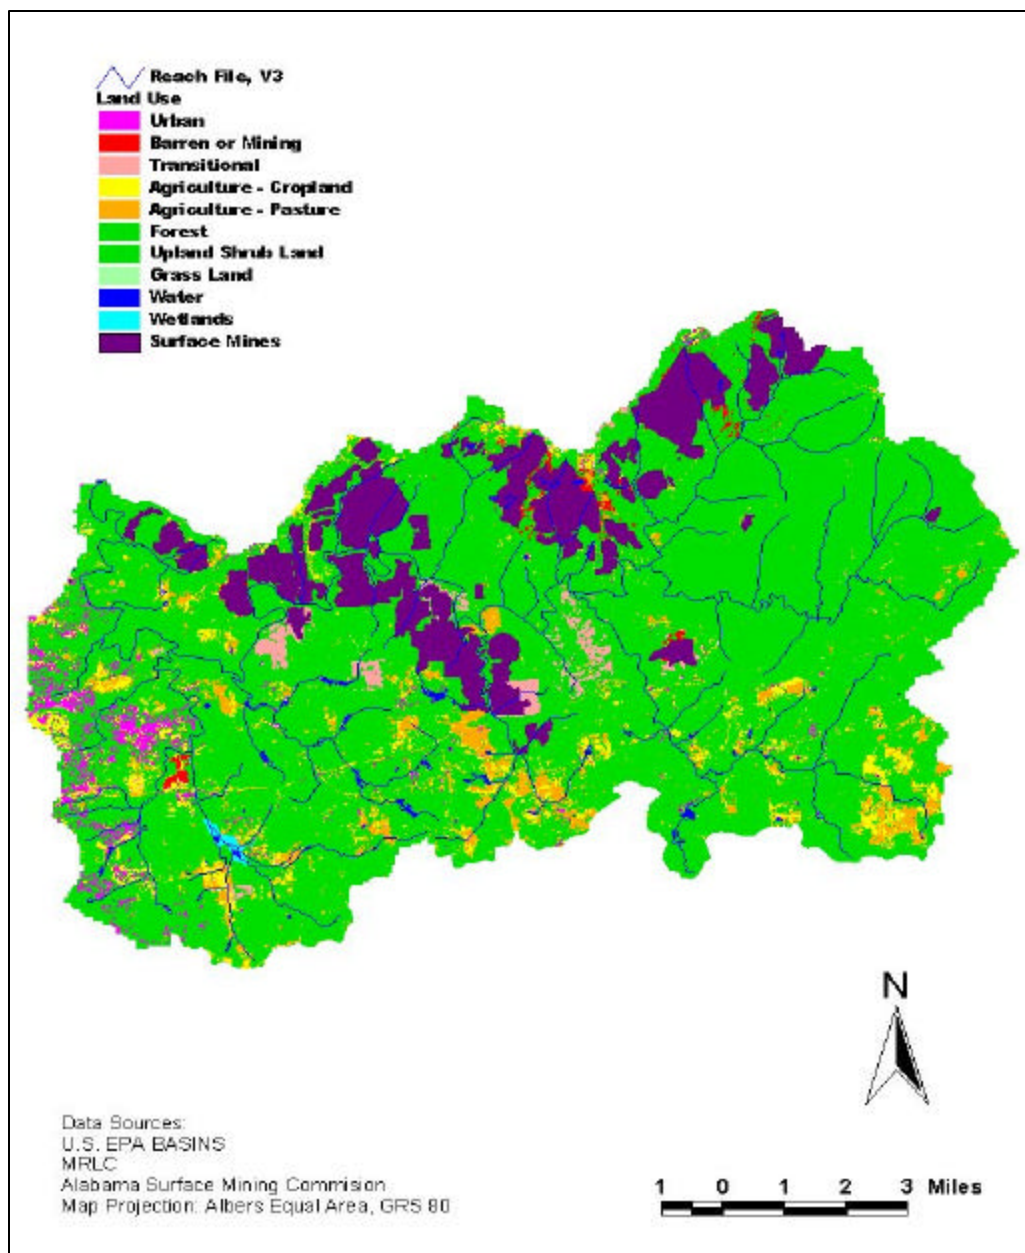 Reach File, V3
Land Use
Urban
Barren or Mining
Transitional
Agriculture - Cropland
Agriculture - Pasture
Forest
Upland Shrub Land
Grass Land
Water
Wetlands
Surface Mines
N
Data Sources:
U.S. EPA BASINS
MRLC
Alabama Surface Mining Commision
Map Projection: Albers Equal Area, GRS 80
1 0 1 2 3 Miles